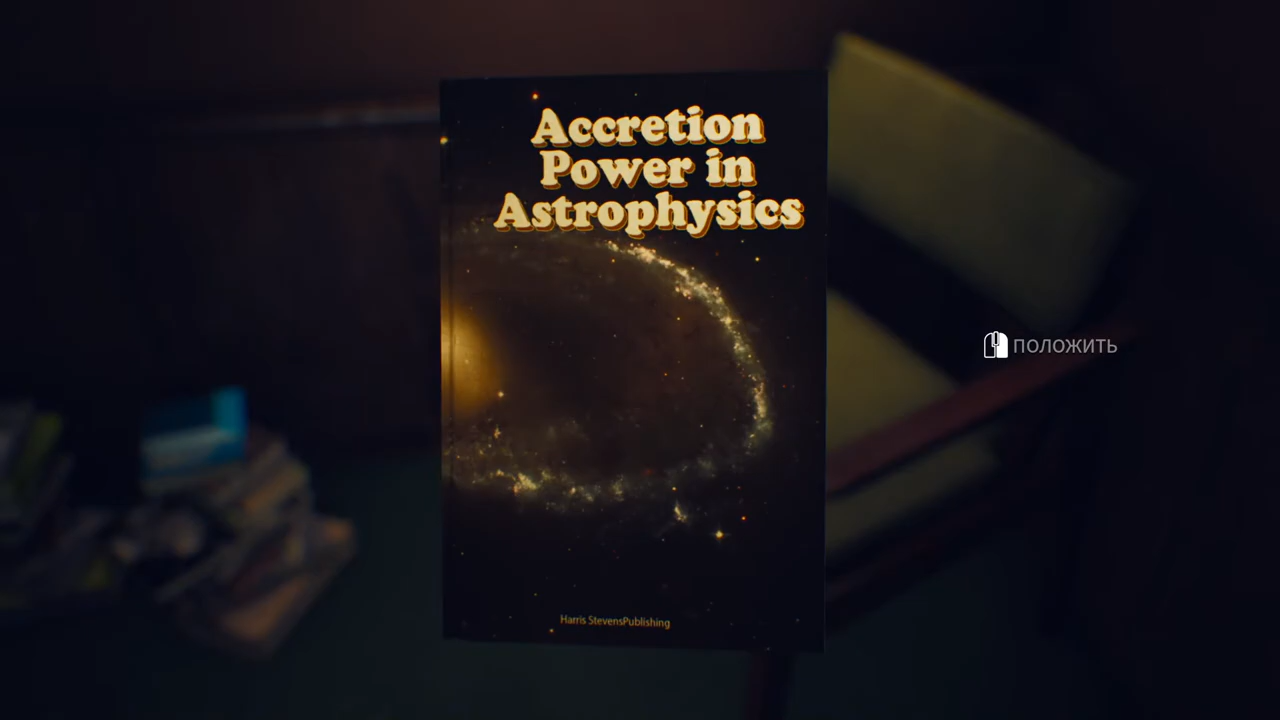 Accretion
Power in
Astrophysics
положить
Harris StevensPublishing